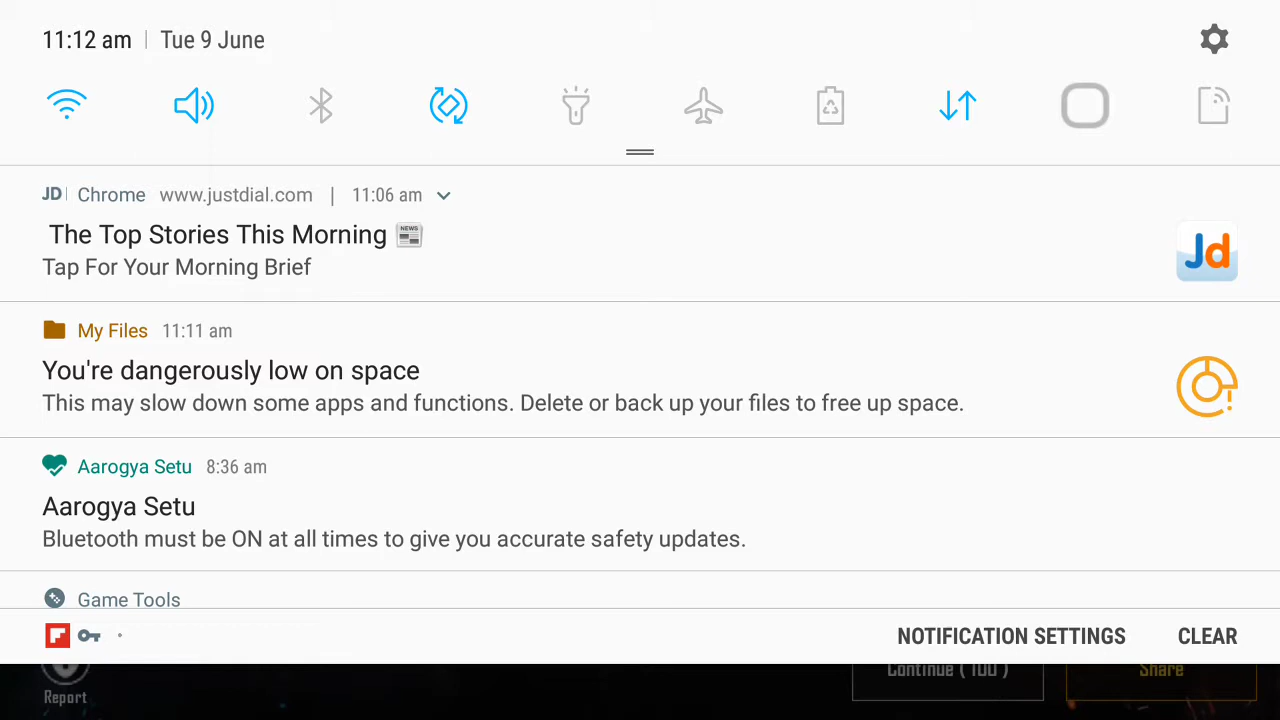 11:12 am | Tue 9 June
JD Chrome www.justdial.com | 11:06 am
The Top Stories This Morning
NEWS
Tap For Your Morning Brief
Jd
My Files 11:11 am
You're dangerously low on space
This may slow down some apps and functions. Delete or back up your files to free up space.
Aarogya Setu 8:36 am
Aarogya Setu
Bluetooth must be ON at all times to give you accurate safety updates.
Game Tools
NOTIFICATION SETTINGS CLEAR
Report
Continue ( 100 )
Share